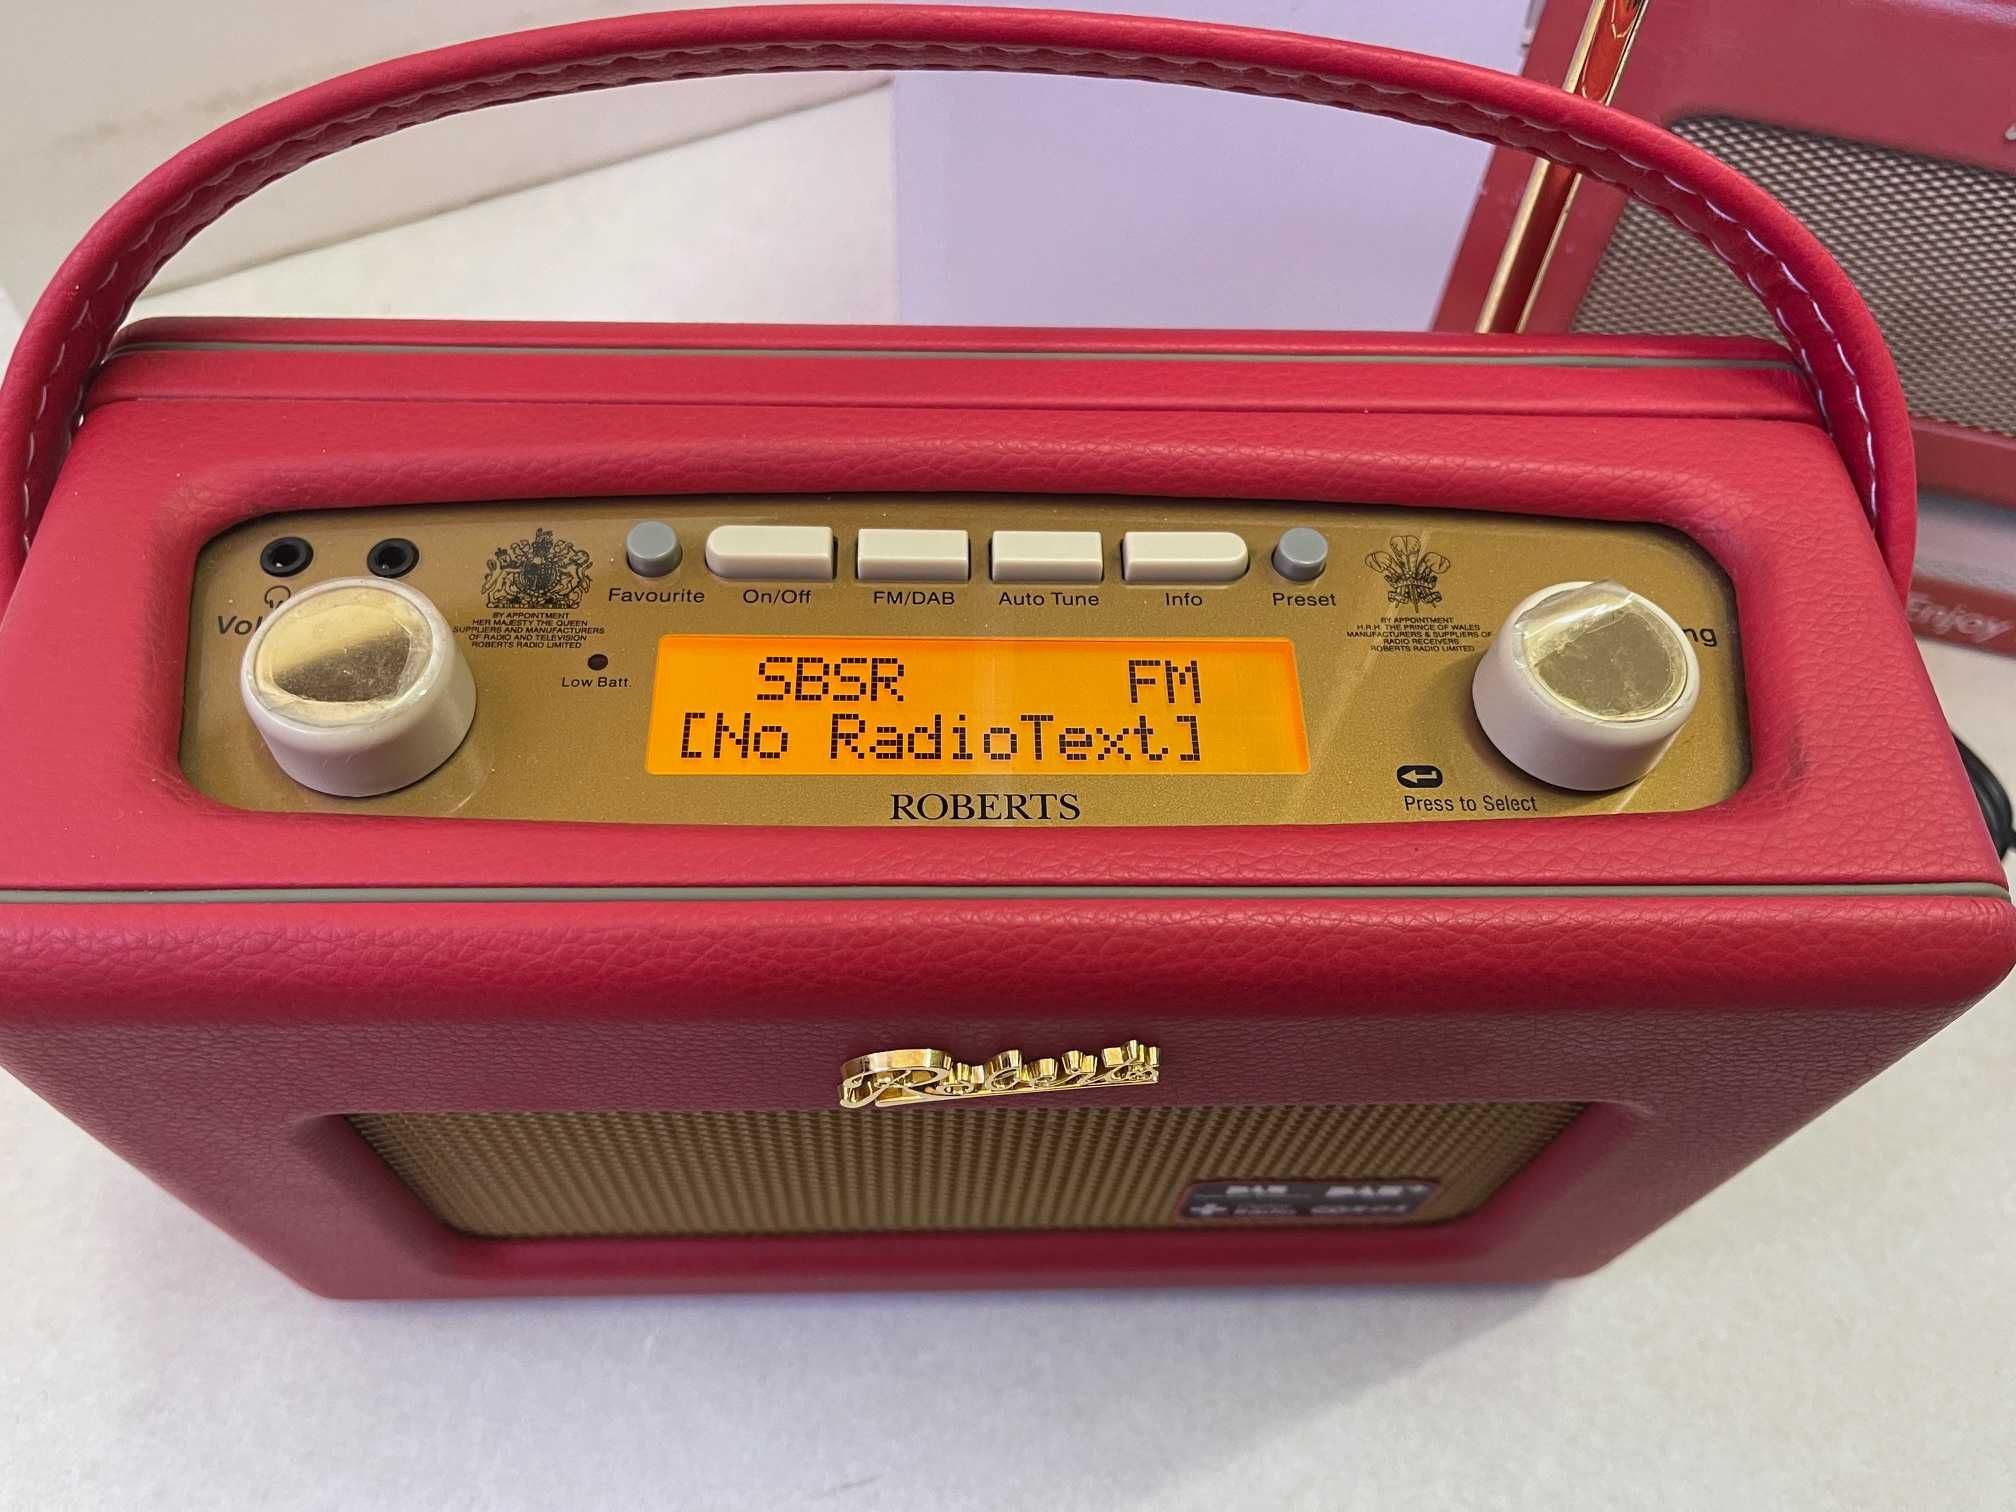 Favourite
On/Off
FM/DAB
Auto Tune
Info
Preset
BY APPOINTMENT
HER MAJESTY THE QUEEN
SUPPLIERS AND MANUFACTURERS
OF RADIO AND TELEVISION
ROBERTS RADIO LIMITED
BY APPOINTMENT
H.R.H. THE PRINCE OF WALES
MANUFACTURERS & SUPPLIERS OF
RADIO RECEIVERS
ROBERTS RADIO LIMITED
Low Batt.
SBSR FM
[No RadioText]
ROBERTS
Press to Select
Roberts
Enjoy